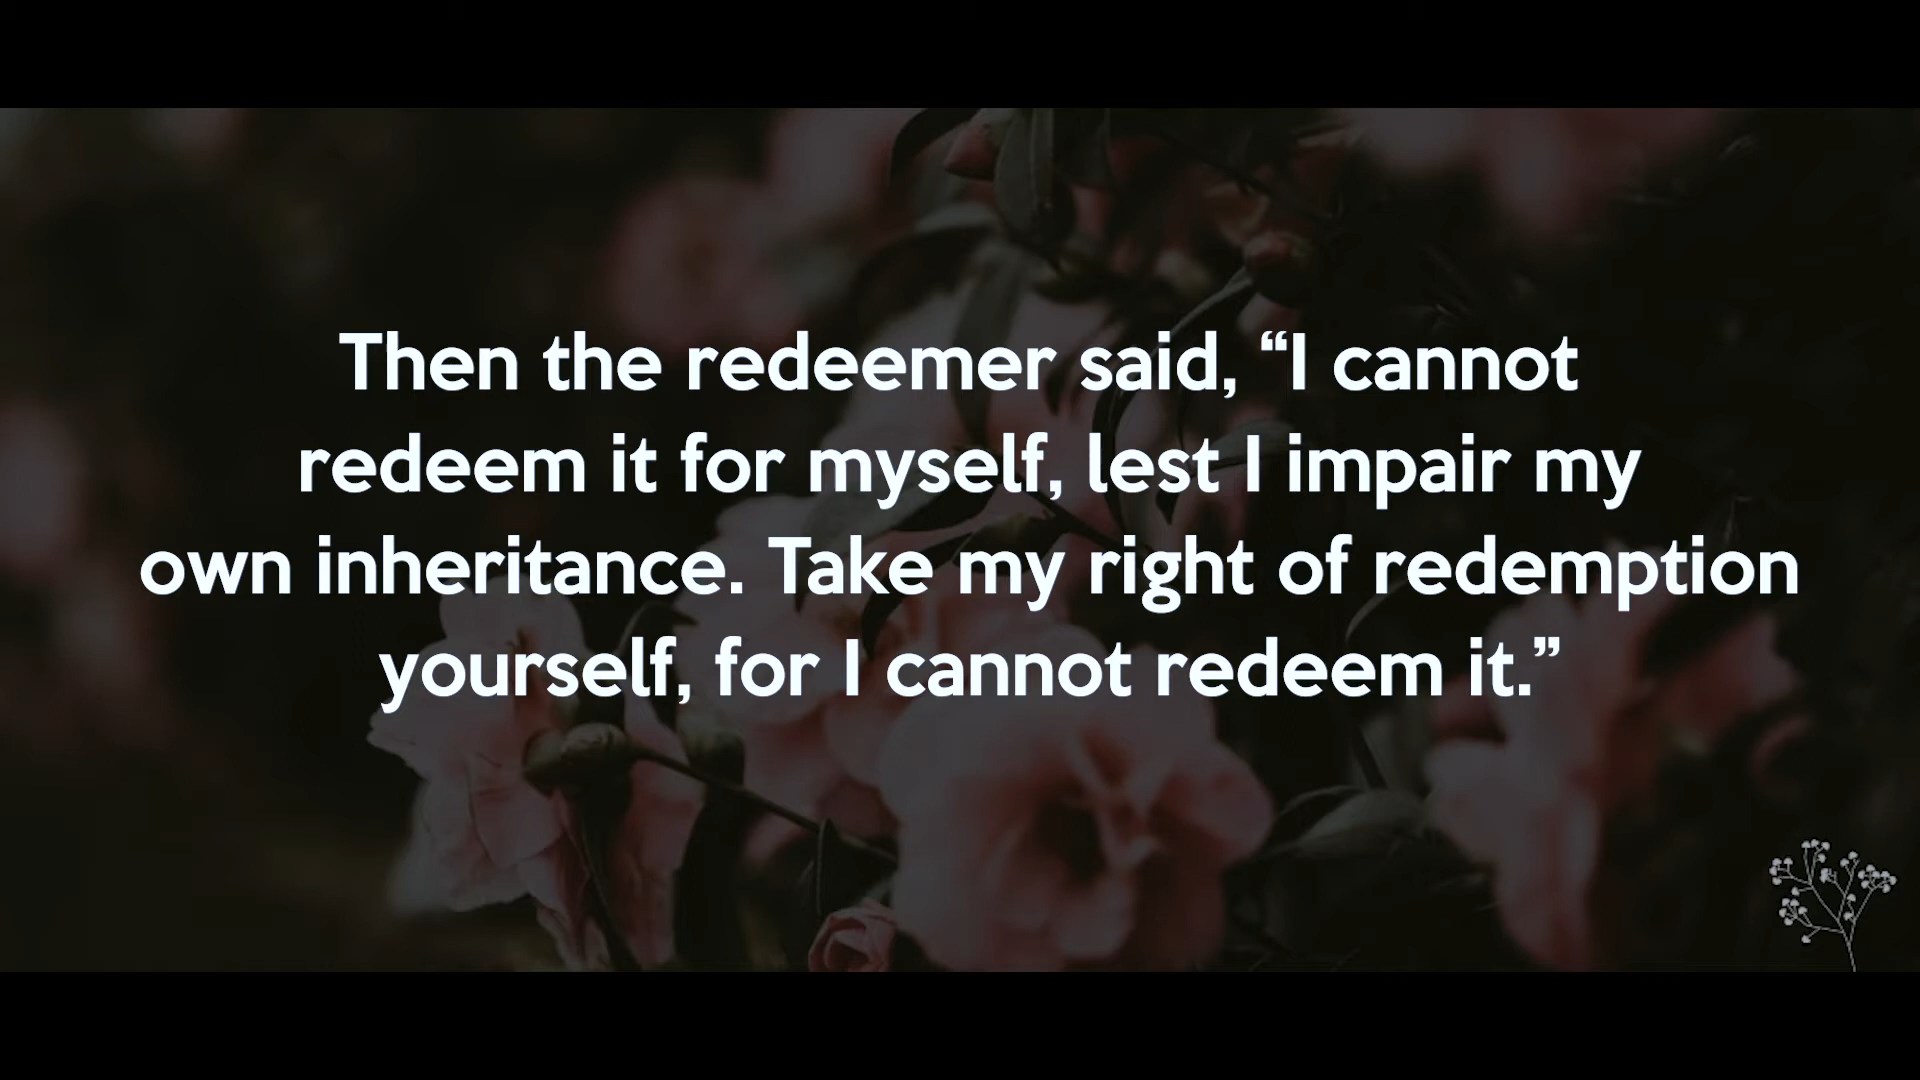 Then the redeemer said, “I cannot
redeem it for myself, lest I impair my
own inheritance. Take my right of redemption
yourself, for I cannot redeem it.”